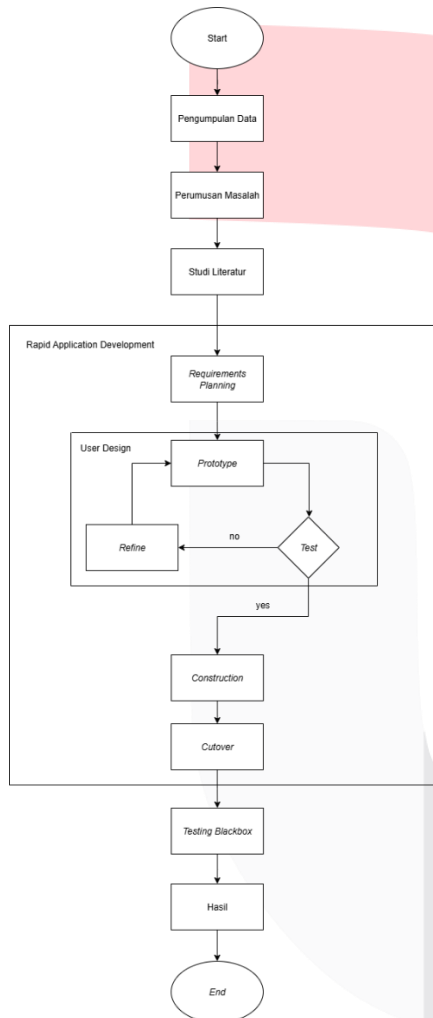 Start
Pengumpulan Data
Perumusan Masalah
Studi Literatur
Rapid Application Development
Requirements
Planning
User Design
Prototype
Refine
no
Test
yes
Construction
Cutover
Testing Blackbox
Hasil
End